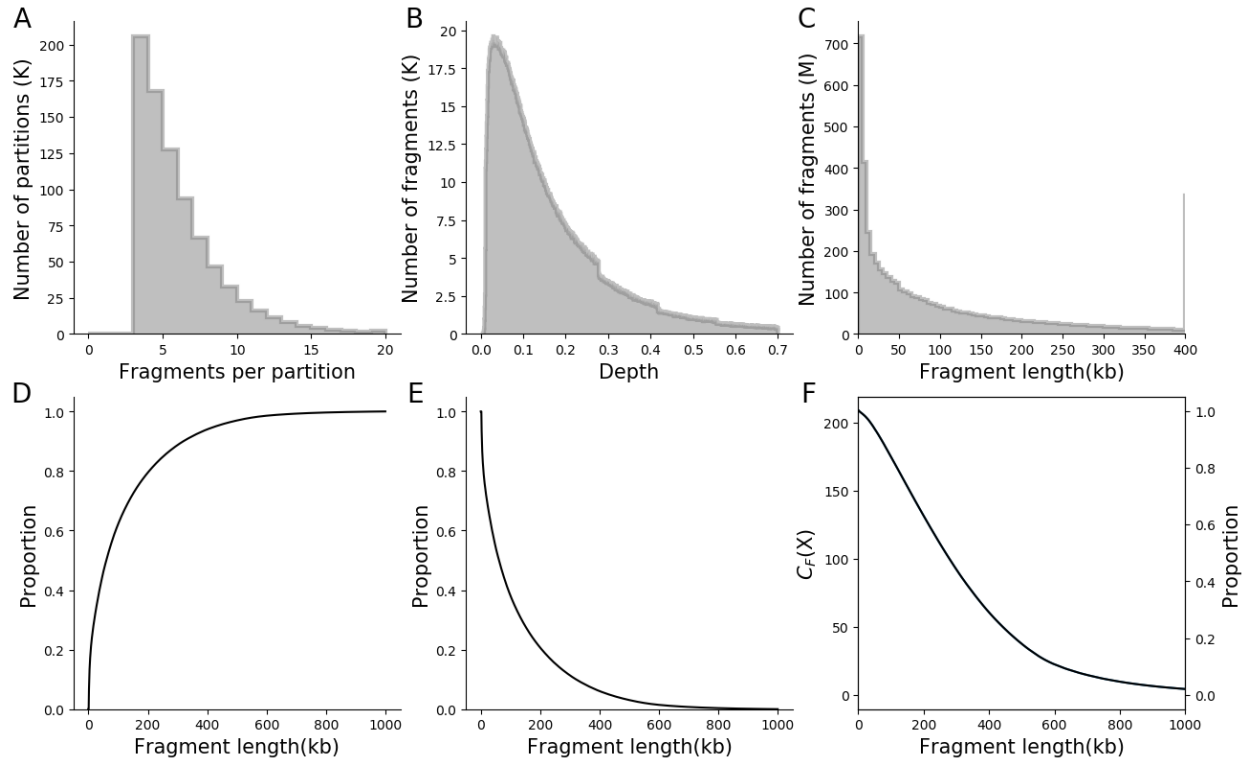 A
Number of partitions (K)
200
175
150
125
100
75
50
25
0
0 5 10 15 20
Fragments per partition
B
Number of fragments (K)
20
17.5
15
12.5
10
7.5
5
2.5
0
0.0 0.1 0.2 0.3 0.4 0.5 0.6 0.7
Depth
C
Number of fragments (M)
700
600
500
400
300
200
100
0
0 50 100 150 200 250 300 350 400
Fragment length(kb)
D
Proportion
1.0
0.8
0.6
0.4
0.2
0.0
0 200 400 600 800 1000
Fragment length(kb)
E
Proportion
1.0
0.8
0.6
0.4
0.2
0.0
0 200 400 600 800 1000
Fragment length(kb)
F
C_F(X)
200
150
100
50
0
0 200 400 600 800 1000
Fragment length(kb)
1.0
0.8
0.6
0.4
0.2
0.0
Proportion